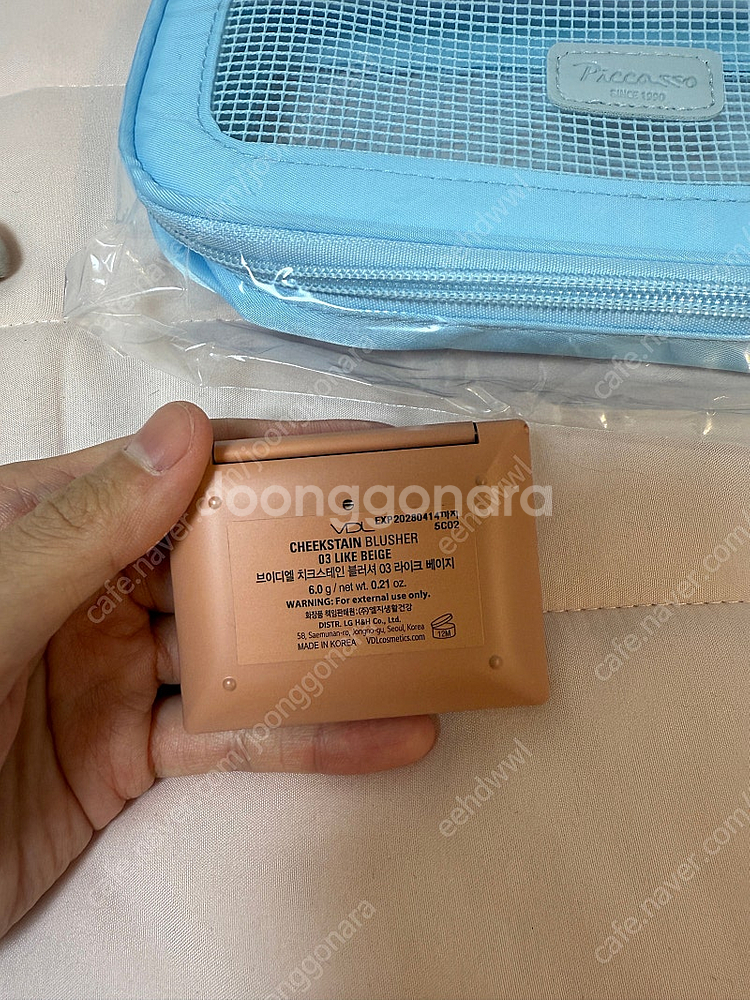 Piccasso
SINCE 1990
joonggonara
VDL EXP20280414까지
5C02
CHEEKSTAIN BLUSHER
03 LIKE BEIGE
브이디엘 치크스테인 블러셔 03 라이크 베이지
6.0 g / net wt. 0.21 oz.
WARNING: For external use only.
화장품 책임판매원 : (주)엘지생활건강
DISTR. LG H&H Co., Ltd.
58, Saemunan-ro, Jongno-gu, Seoul, Korea
MADE IN KOREA VDLcosmetics.com
12M
cafe.naver.com/joonggonara
eehdwwl